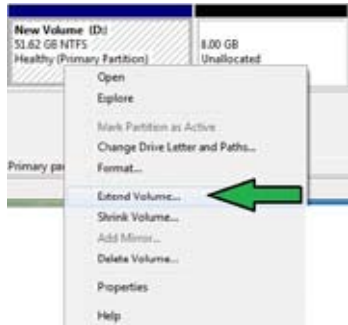 New Volume (D:)
51.62 GB NTFS
Healthy (Primary Partition)
8.00 GB
Unallocated
Open
Explore
Mark Partition as Active
Change Drive Letter and Paths...
Format...
Primary pa
Extend Volume...
Shrink Volume...
Add Mirror...
Delete Volume...
Properties
Help